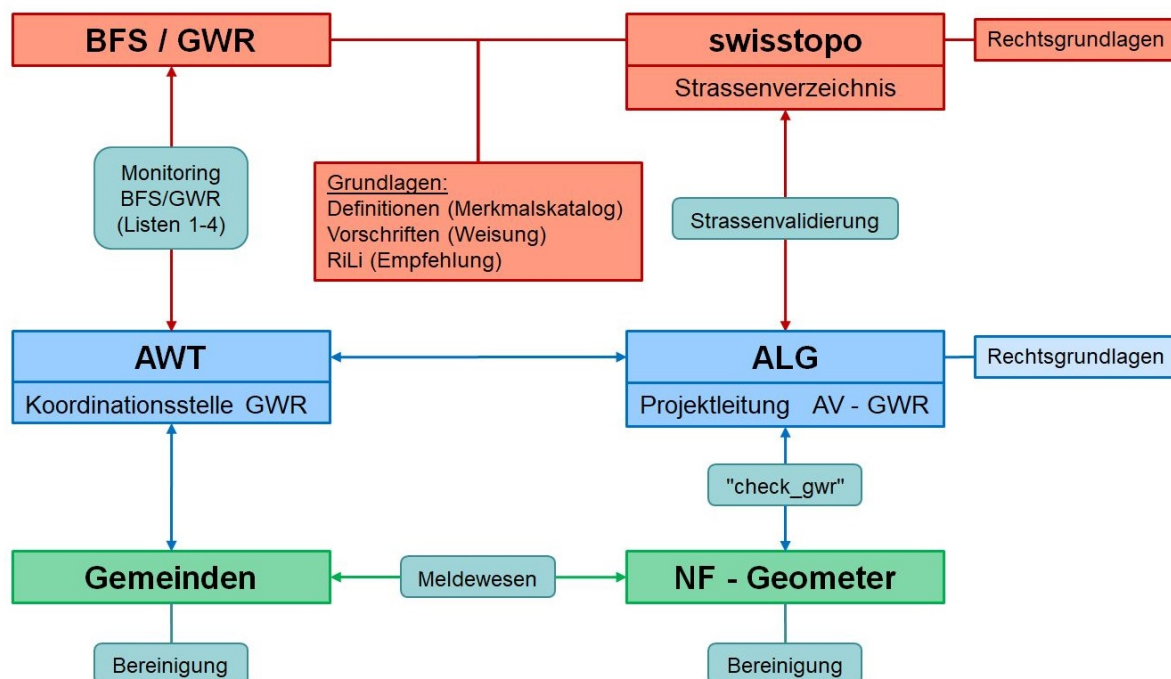 BFS / GWR
swisstopo
Rechtsgrundlagen
Strassenverzeichnis
Monitoring
BFS/GWR
(Listen 1-4)
Grundlagen:
Definitionen (Merkmalskatalog)
Vorschriften (Weisung)
RiLi (Empfehlung)
Strassenvalidierung
AWT
ALG
Rechtsgrundlagen
Koordinationsstelle GWR
Projektleitung AV - GWR
"check_gwr"
Gemeinden
Meldewesen
NF - Geometer
Bereinigung
Bereinigung